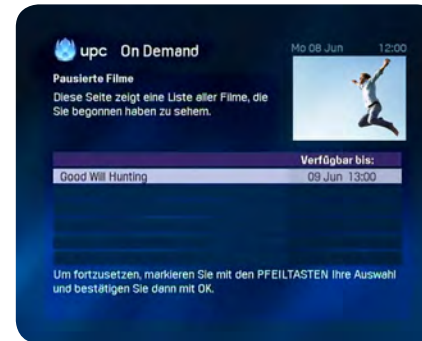 upc On Demand
Mo 08 Jun 12:00
Pausierte Filme
Diese Seite zeigt eine Liste aller Filme, die
Sie begonnen haben zu sehem.
Verfügbar bis:
Good Will Hunting 09 Jun 13:00
Um fortzusetzen, markieren Sie mit den PFEILTASTEN Ihre Auswahl
und bestätigen Sie dann mit OK.